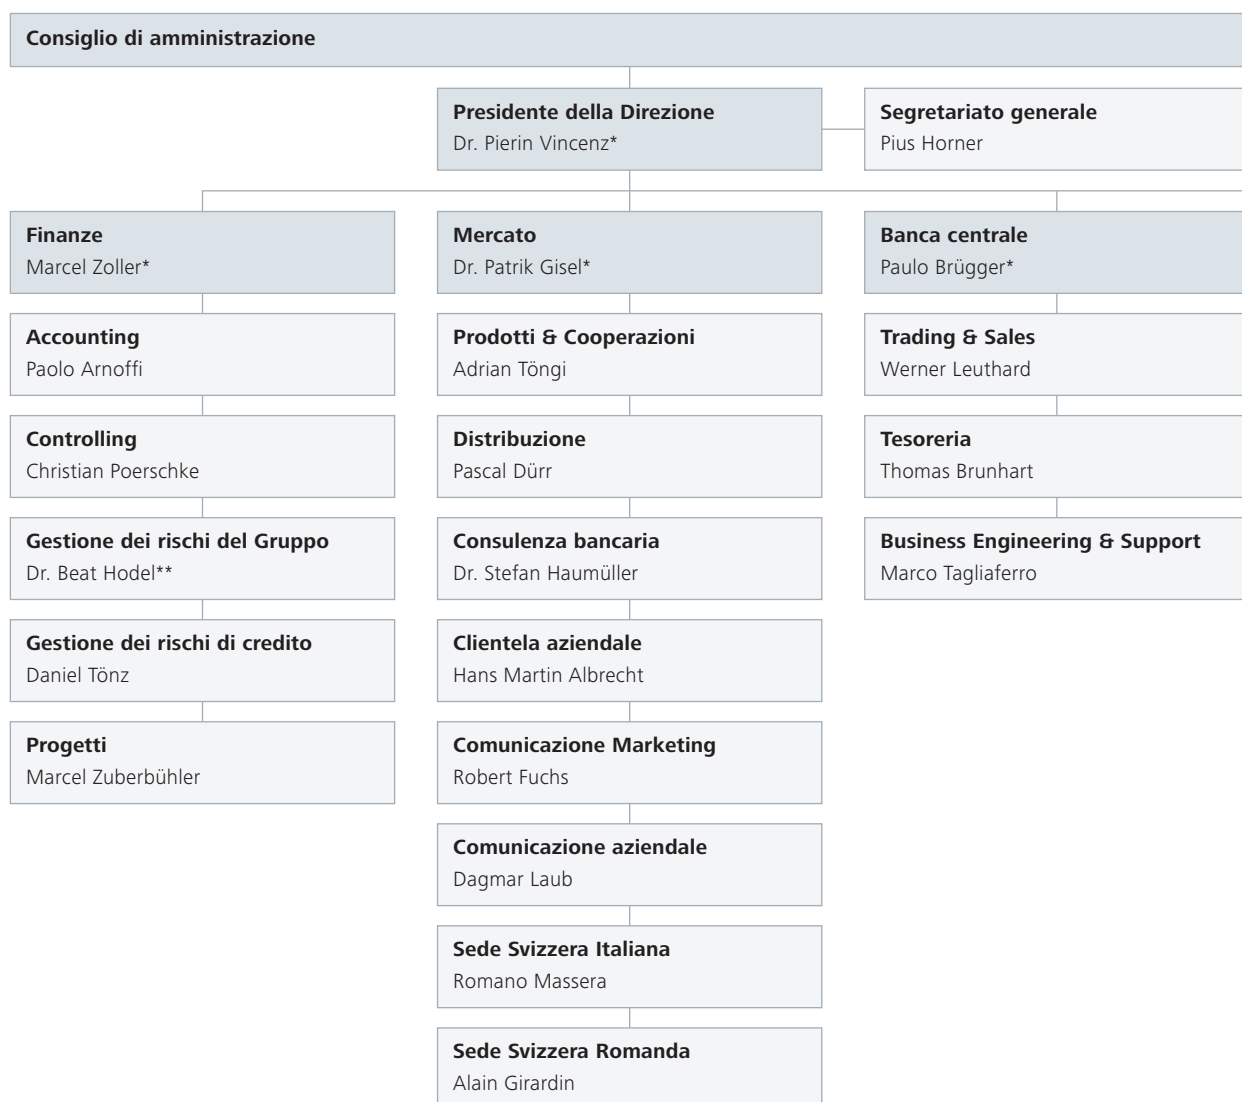 Consiglio di amministrazione
Presidente della Direzione
Dr. Pierin Vincenz*
Segretariato generale
Pius Horner
Finanze
Marcel Zoller*
Accounting
Paolo Arnoffi
Controlling
Christian Poerschke
Gestione dei rischi del Gruppo
Dr. Beat Hodel**
Gestione dei rischi di credito
Daniel Tönz
Progetti
Marcel Zuberbühler
Mercato
Dr. Patrik Gisel*
Prodotti & Cooperazioni
Adrian Töngi
Distribuzione
Pascal Dürr
Consulenza bancaria
Dr. Stefan Haumüller
Clientela aziendale
Hans Martin Albrecht
Comunicazione Marketing
Robert Fuchs
Comunicazione aziendale
Dagmar Laub
Sede Svizzera Italiana
Romano Massera
Sede Svizzera Romanda
Alain Girardin
Banca centrale
Paulo Brügger*
Trading & Sales
Werner Leuthard
Tesoreria
Thomas Brunhart
Business Engineering & Support
Marco Tagliaferro